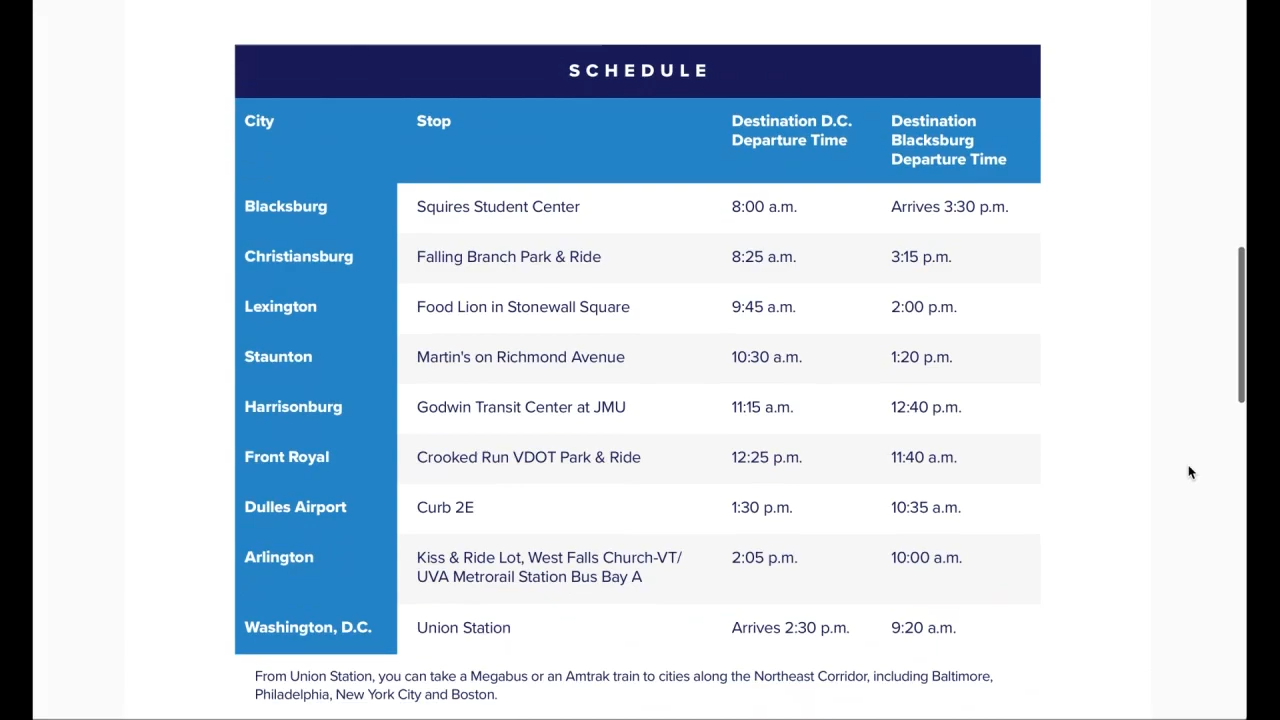 SCHEDULE
City Stop Destination D.C. Departure Time Destination Blacksburg Departure Time
Blacksburg Squires Student Center 8:00 a.m. Arrives 3:30 p.m.
Christiansburg Falling Branch Park & Ride 8:25 a.m. 3:15 p.m.
Lexington Food Lion in Stonewall Square 9:45 a.m. 2:00 p.m.
Staunton Martin's on Richmond Avenue 10:30 a.m. 1:20 p.m.
Harrisonburg Godwin Transit Center at JMU 11:15 a.m. 12:40 p.m.
Front Royal Crooked Run VDOT Park & Ride 12:25 p.m. 11:40 a.m.
Dulles Airport Curb 2E 1:30 p.m. 10:35 a.m.
Arlington Kiss & Ride Lot, West Falls Church-VT/ 2:05 p.m. 10:00 a.m.
UVA Metrorail Station Bus Bay A
Washington, D.C. Union Station Arrives 2:30 p.m. 9:20 a.m.
From Union Station, you can take a Megabus or an Amtrak train to cities along the Northeast Corridor, including Baltimore,
Philadelphia, New York City and Boston.